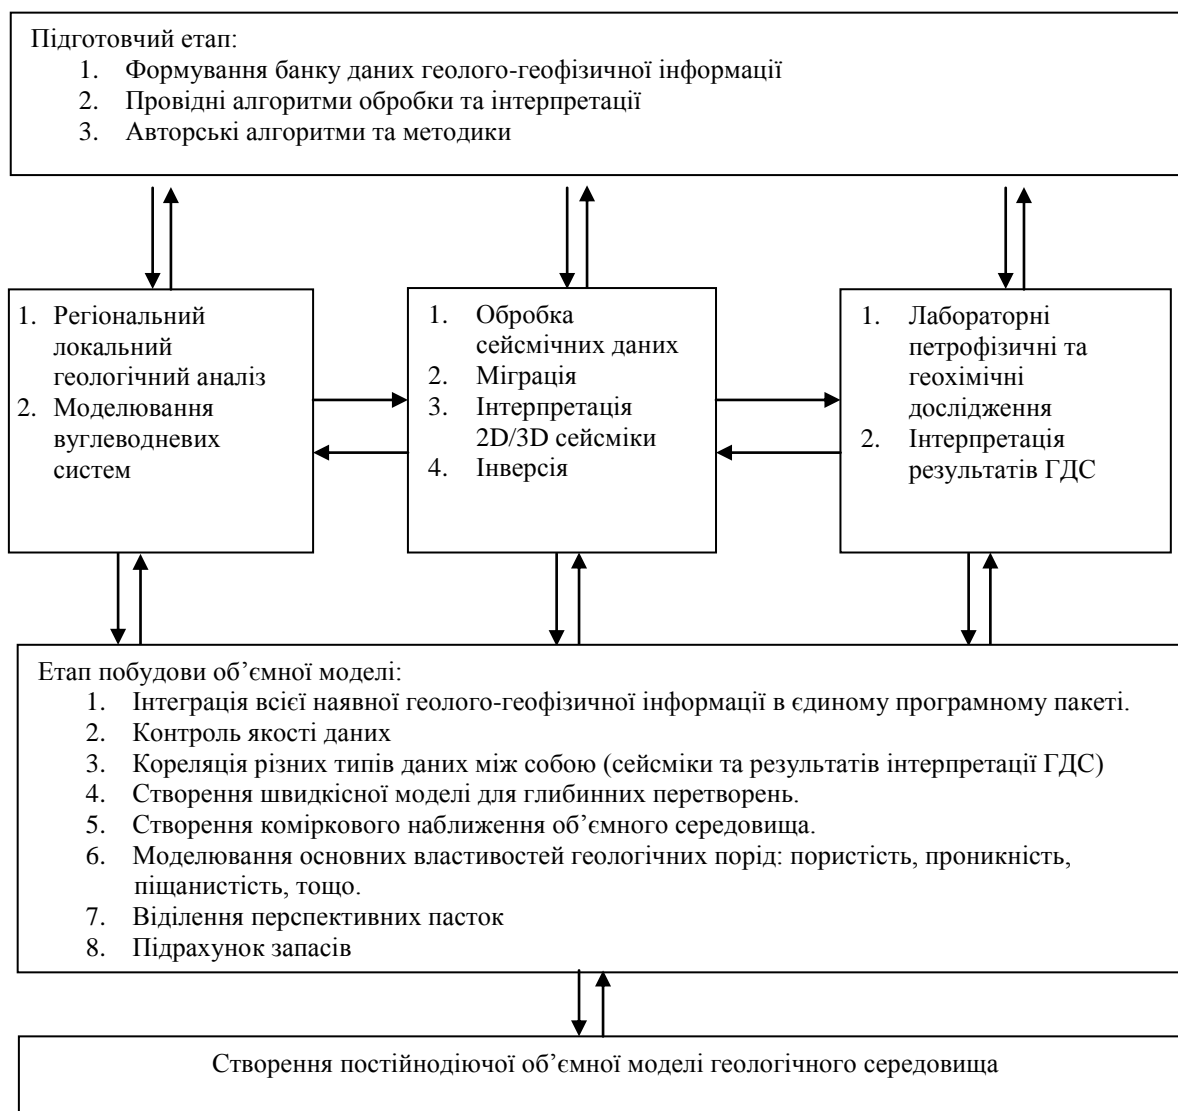 Підготовчий етап:
1. Формування банку даних геолого-геофізичної інформації
2. Провідні алгоритми обробки та інтерпретації
3. Авторські алгоритми та методики
1. Регіональний
локальний
геологічний аналіз
2. Моделювання
вуглеводневих
систем
1. Обробка
сейсмічних даних
2. Міграція
3. Інтерпретація
2D/3D сейсміки
4. Інверсія
1. Лабораторні
петрофізичні та
геохімічні
дослідження
2. Інтерпретація
результатів ГДС
Етап побудови об’ємної моделі:
1. Інтеграція всієї наявної геолого-геофізичної інформації в єдиному програмному пакеті.
2. Контроль якості даних
3. Кореляція різних типів даних між собою (сейсміки та результатів інтерпретації ГДС)
4. Створення швидкісної моделі для глибинних перетворень.
5. Створення коміркового наближення об’ємного середовища.
6. Моделювання основних властивостей геологічних порід: пористість, проникність,
піщанистість, тощо.
7. Віділення перспективних пасток
8. Підрахунок запасів
Створення постійнодіючої об’ємної моделі геологічного середовища